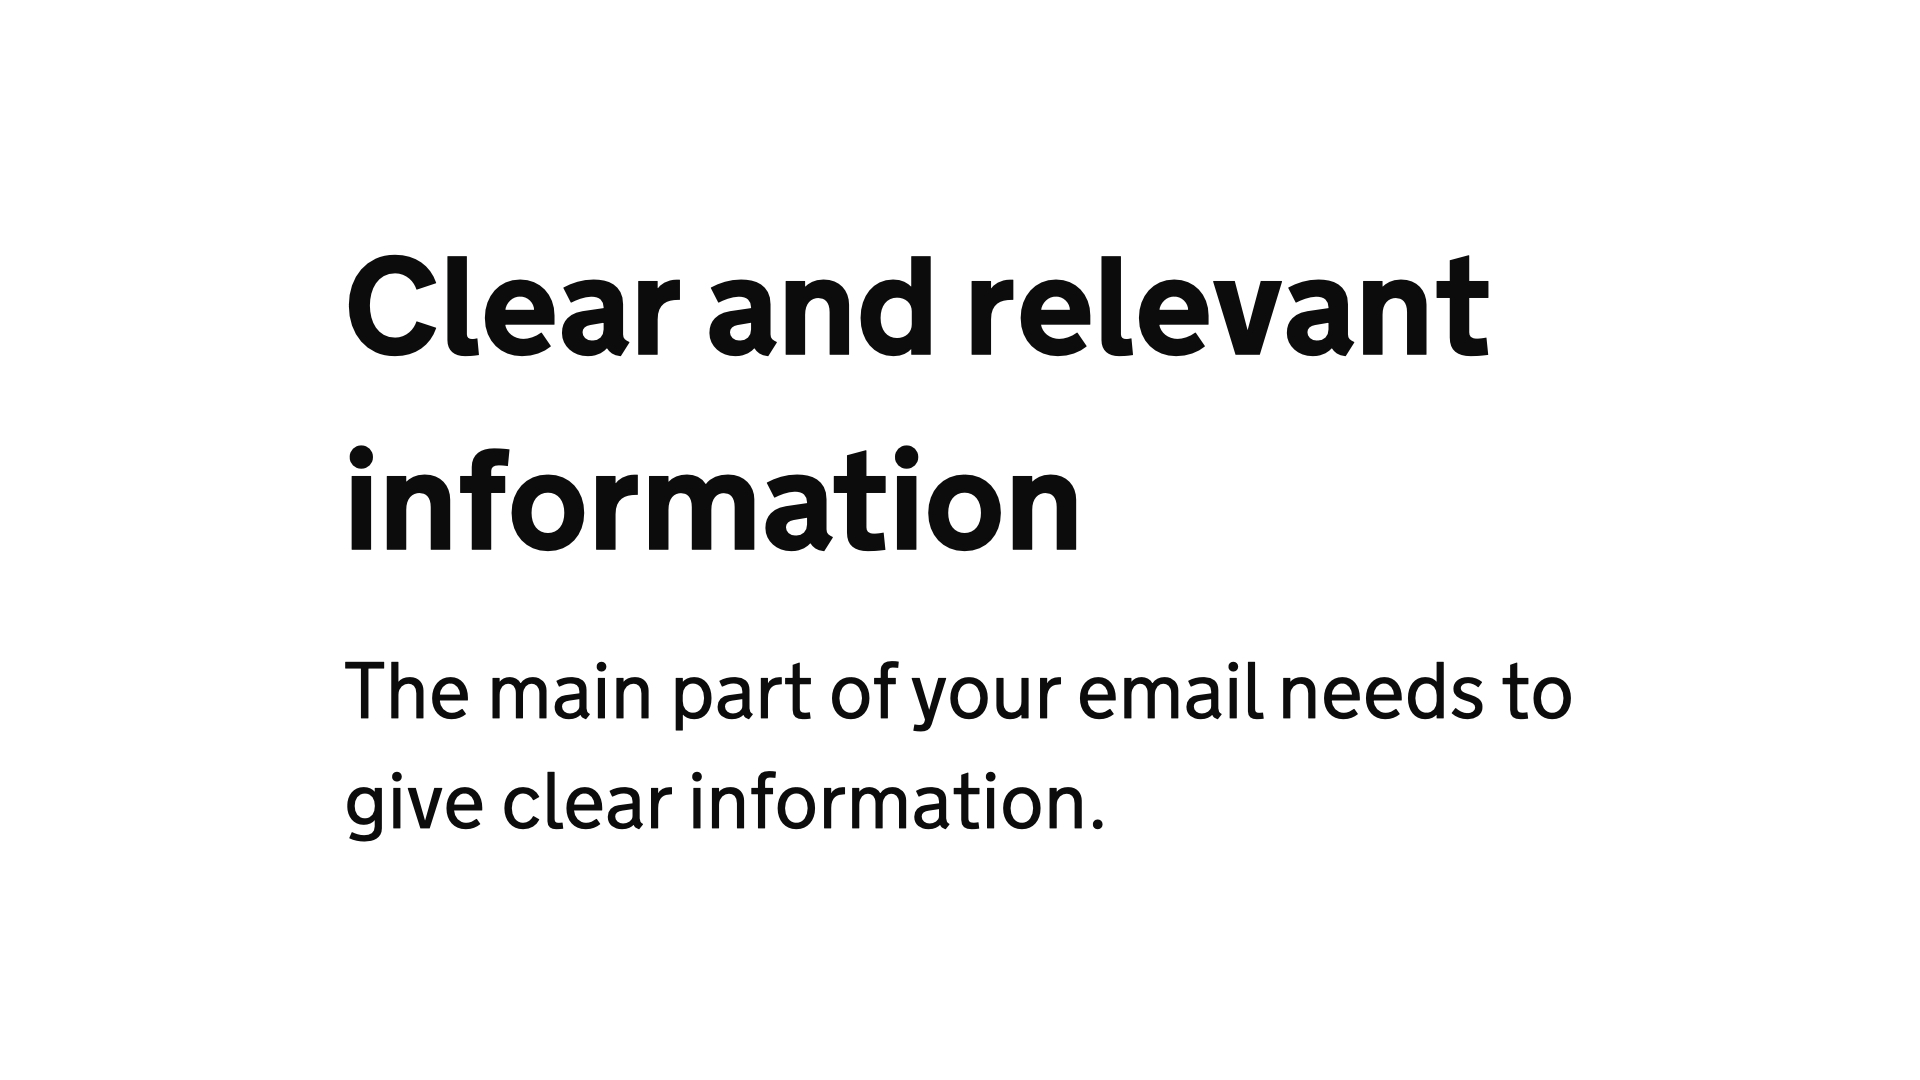 Clear and relevant
information
The main part of your email needs to
give clear information.